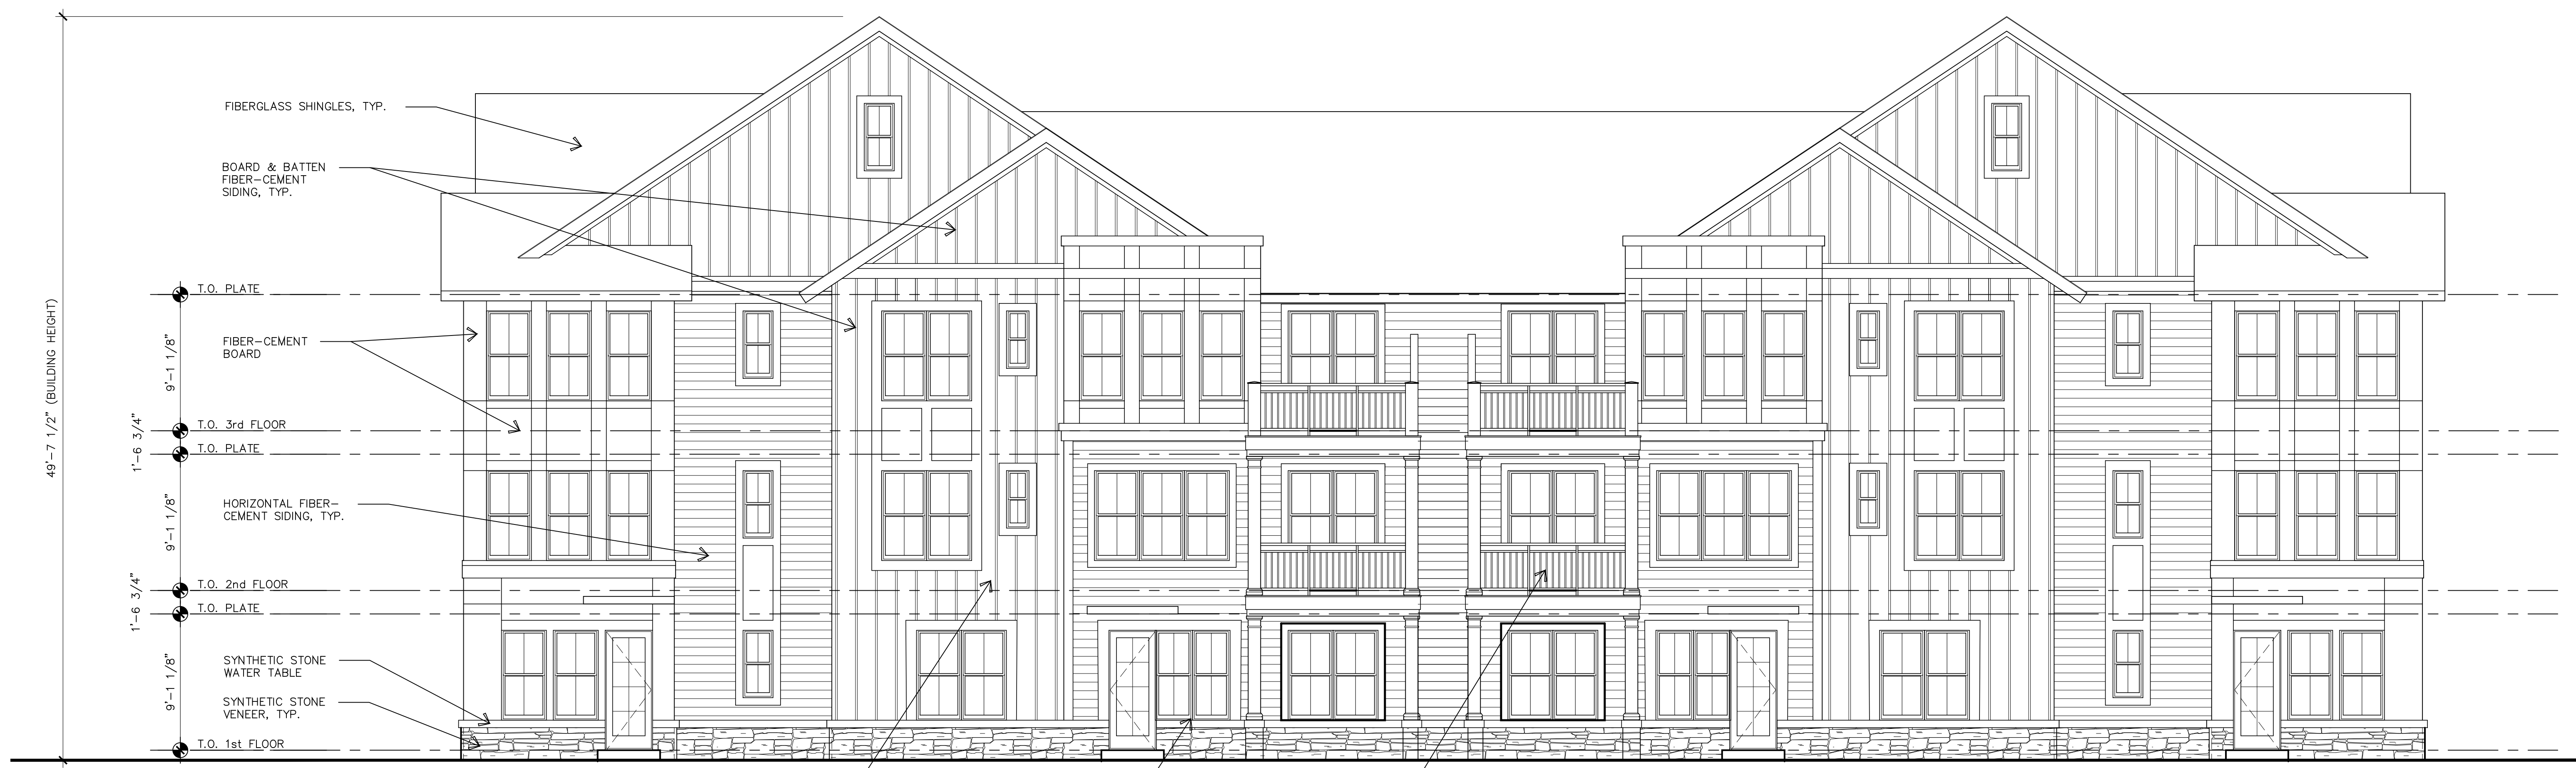 FIBERGLASS SHINGLES, TYP.
BOARD & BATTEN
FIBER-CEMENT
SIDING, TYP.
T.O. PLATE
FIBER-CEMENT
BOARD
T.O. 3rd FLOOR
T.O. PLATE
HORIZONTAL FIBER-
CEMENT SIDING, TYP.
T.O. 2nd FLOOR
T.O. PLATE
SYNTHETIC STONE
WATER TABLE
SYNTHETIC STONE
VENEER, TYP.
T.O. 1st FLOOR
49'-7 1/2" (BUILDING HEIGHT)
9'-1 1/8"
1'-6 3/4"
9'-1 1/8"
1'-6 3/4"
9'-1 1/8"